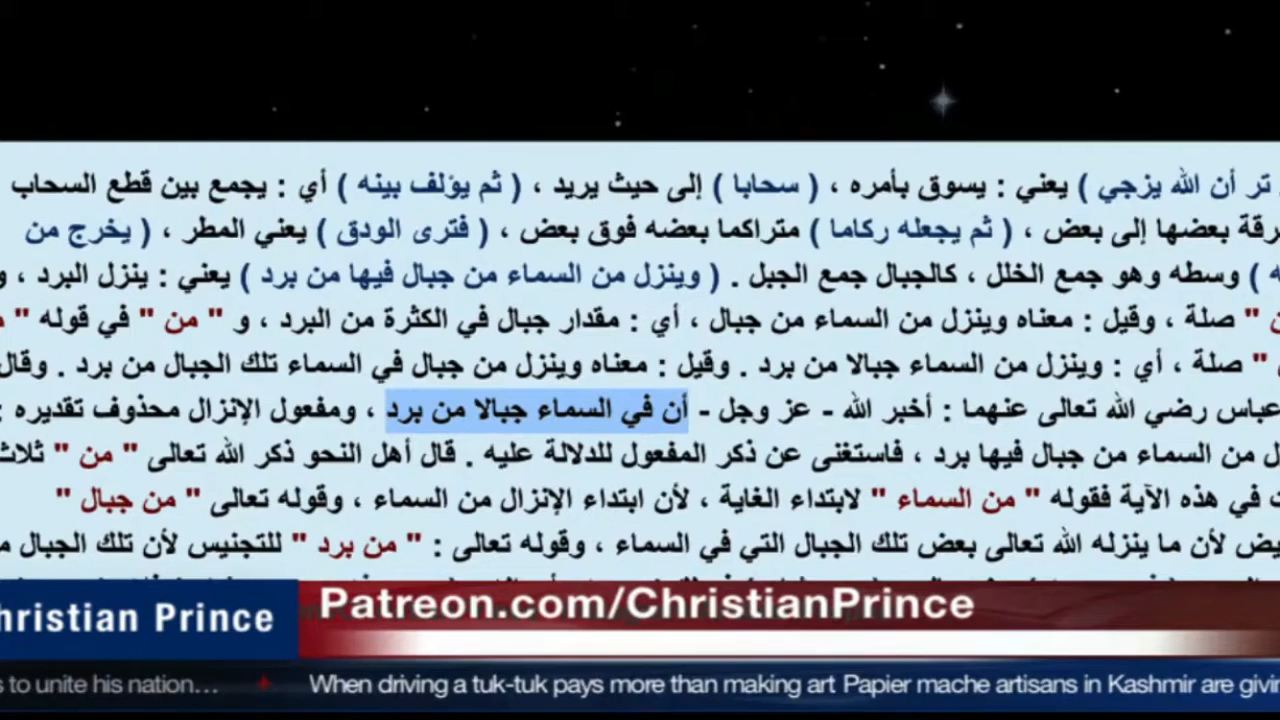 تر أن الله يزجي ) يعني : يسوق بأمره ، ( سحابا ) إلى حيث يريد ، ( ثم يؤلف بينه ) أي : يجمع بين قطع السحاب
بعضها إلى بعض ، ( ثم يجعله ركاما ) متراكما بعضه فوق بعض ، ( فترى الودق ) يعني المطر ، ( يخرج من
) وسطه وهو جمع الخلل ، كالجبال جمع الجبل . ( وينزل من السماء من جبال فيها من برد ) يعني : ينزل البرد ، و
" صلة ، وقيل : معناه وينزل من السماء من جبال ، أي : مقدار جبال في الكثرة من البرد ، و " من " في قوله "
" صلة ، أي : وينزل من السماء جبالا من برد . وقيل : معناه وينزل من جبال في السماء تلك الجبال من برد . وقال
عباس رضي الله تعالى عنهما : أخبر الله - عز وجل - أن في السماء جبالا من برد ، ومفعول الإنزال محذوف تقديره :
من السماء من جبال فيها برد ، فاستغنى عن ذكر المفعول للدلالة عليه . قال أهل النحو ذكر الله تعالى " من " ثلاث
في هذه الآية فقوله " من السماء " لابتداء الغاية ، لأن ابتداء الإنزال من السماء ، وقوله تعالى " من جبال "
لأن ما ينزله الله تعالى بعض تلك الجبال التي في السماء ، وقوله تعالى : " من برد " للتجنيس لأن تلك الجبال
Patreon.com/ChristianPrince
hristian Prince
s to unite his nation… When driving a tuk-tuk pays more than making art Papier mache artisans in Kashmir are givin